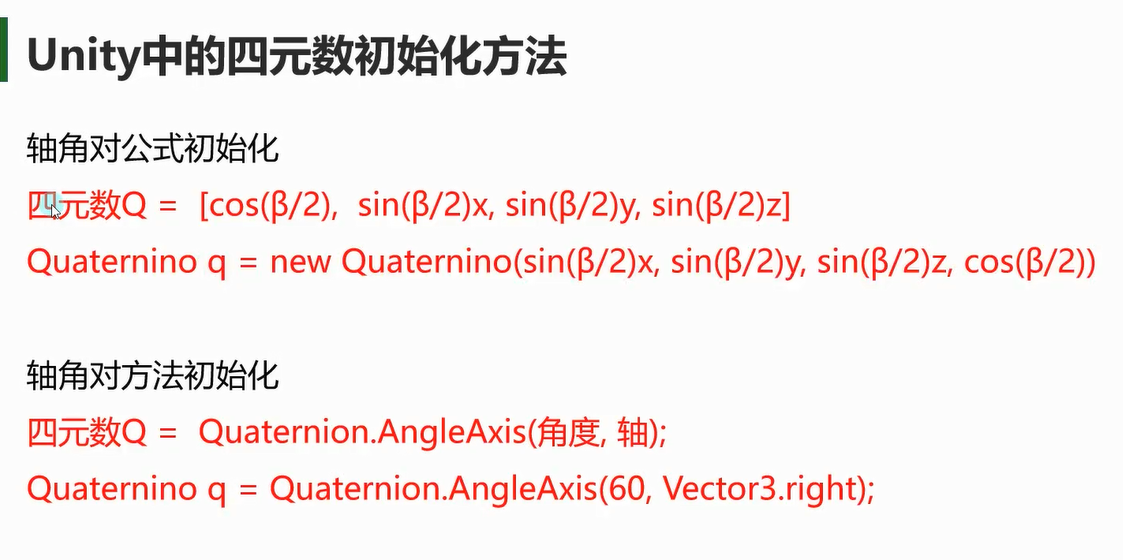 Unity中的四元数初始化方法
轴角对公式初始化
四元数Q = [cos(β/2), sin(β/2)x, sin(β/2)y, sin(β/2)z]
Quaternino q = new Quaternino(sin(β/2)x, sin(β/2)y, sin(β/2)z, cos(β/2))
轴角对方法初始化
四元数Q = Quaternion.AngleAxis(角度, 轴);
Quaternino q = Quaternion.AngleAxis(60, Vector3.right);